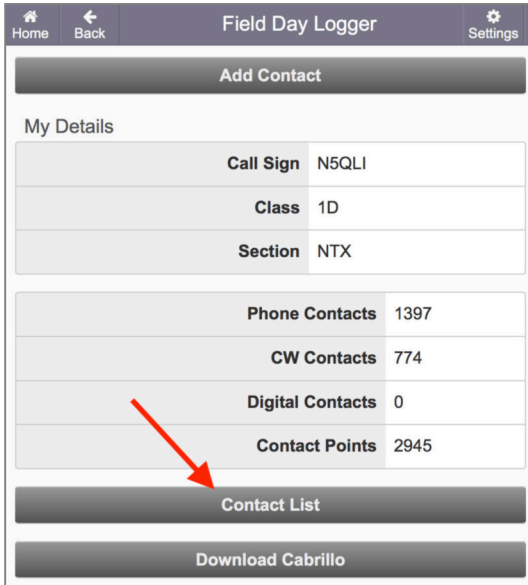 Home Back Field Day Logger Settings
Add Contact
My Details
Call Sign N5QLI
Class 1D
Section NTX
Phone Contacts 1397
CW Contacts 774
Digital Contacts 0
Contact Points 2945
Contact List
Download Cabrillo